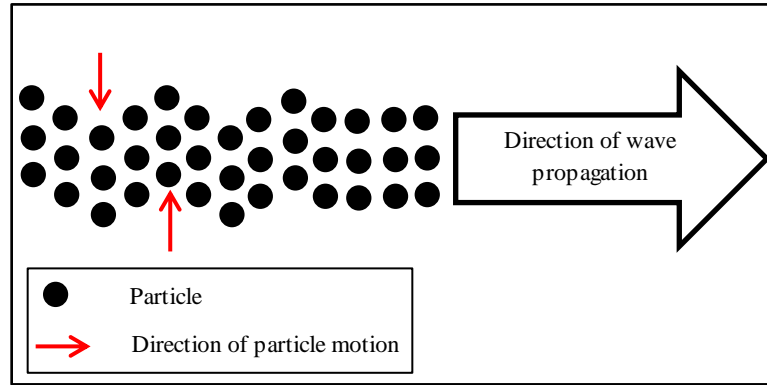 Direction of wave
propagation
Particle
Direction of particle motion